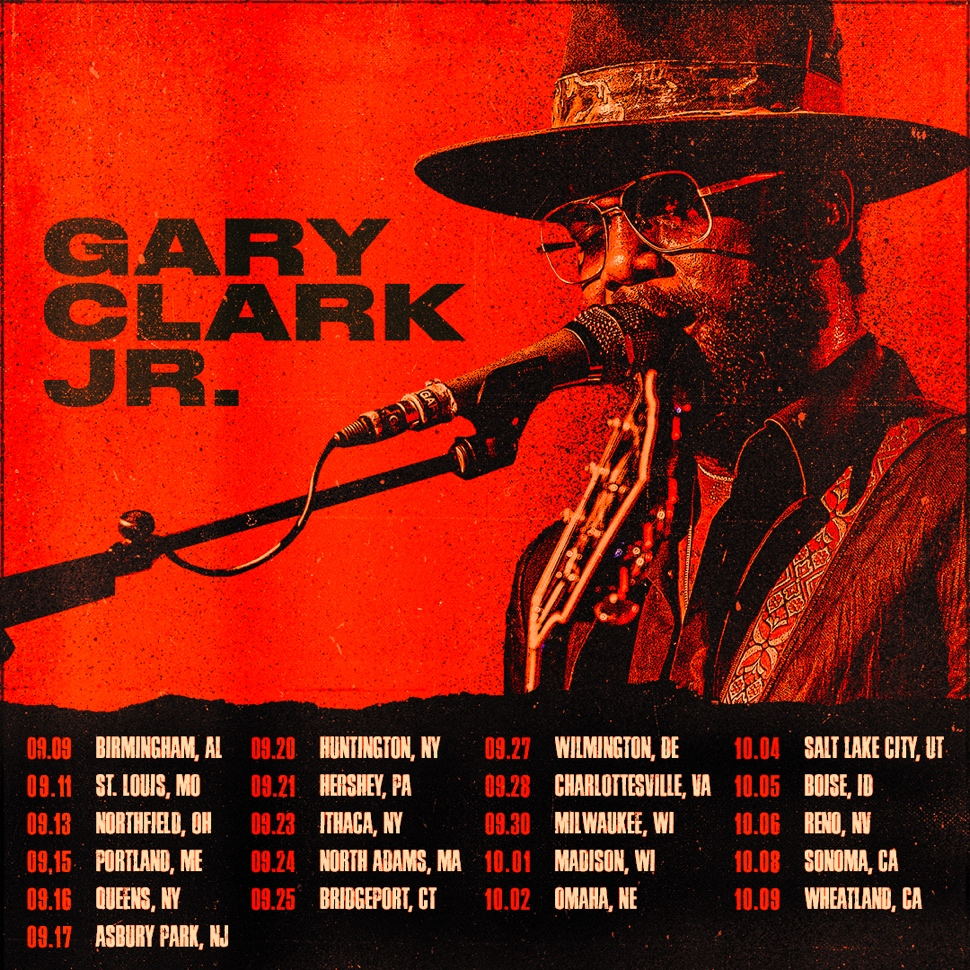 GARY
CLARK
JR.
09.09 BIRMINGHAM, AL
09.11 ST. LOUIS, MO
09.13 NORTHFIELD, OH
09.15 PORTLAND, ME
09.16 QUEENS, NY
09.17 ASBURY PARK, NJ
09.20 HUNTINGTON, NY
09.21 HERSHEY, PA
09.23 ITHACA, NY
09.24 NORTH ADAMS, MA
09.25 BRIDGEPORT, CT
09.27 WILMINGTON, DE
09.28 CHARLOTTESVILLE, VA
09.30 MILWAUKEE, WI
10.01 MADISON, WI
10.02 OMAHA, NE
10.04 SALT LAKE CITY, UT
10.05 BOISE, ID
10.06 RENO, NV
10.08 SONOMA, CA
10.09 WHEATLAND, CA